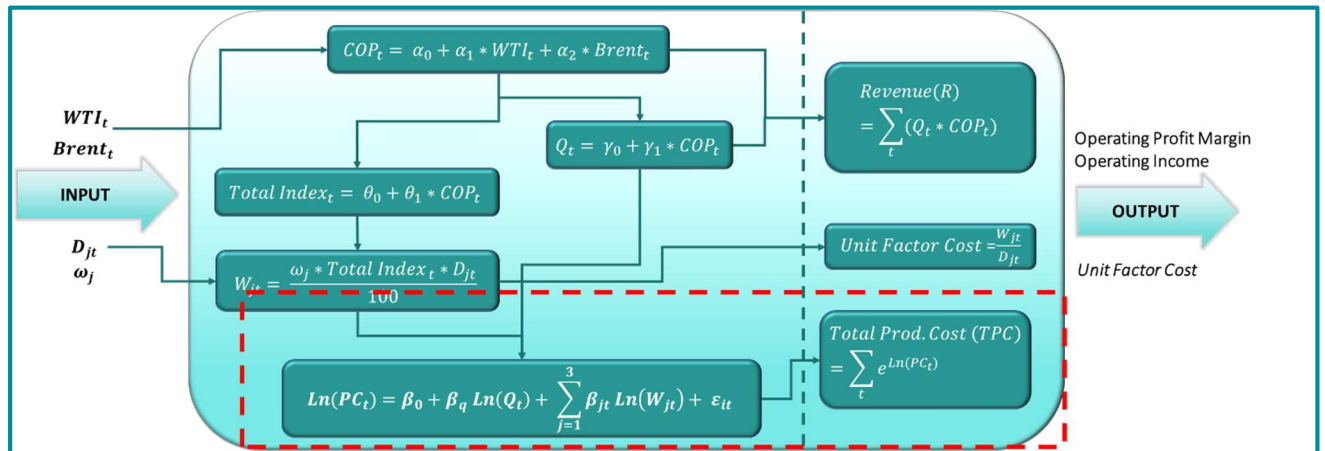 COP_t = α_0 + α_1 * WTI_t + α_2 * Brent_t
WTI_t
Brent_t
INPUT
D_jt
ω_j
Q_t = γ_0 + γ_1 * COP_t
Total Index_t = θ_0 + θ_1 * COP_t
W_jt = ω_j * Total Index_t * D_jt / 100
Ln(PC_t) = β_0 + β_q Ln(Q_t) + ∑_{j=1}^{3} β_jt Ln(W_jt) + ε_it
Revenue(R)
= ∑_t (Q_t * COP_t)
Unit Factor Cost = W_jt / D_jt
Total Prod. Cost (TPC)
= ∑_t e^{Ln(PC_t)}
Operating Profit Margin
Operating Income
OUTPUT
Unit Factor Cost